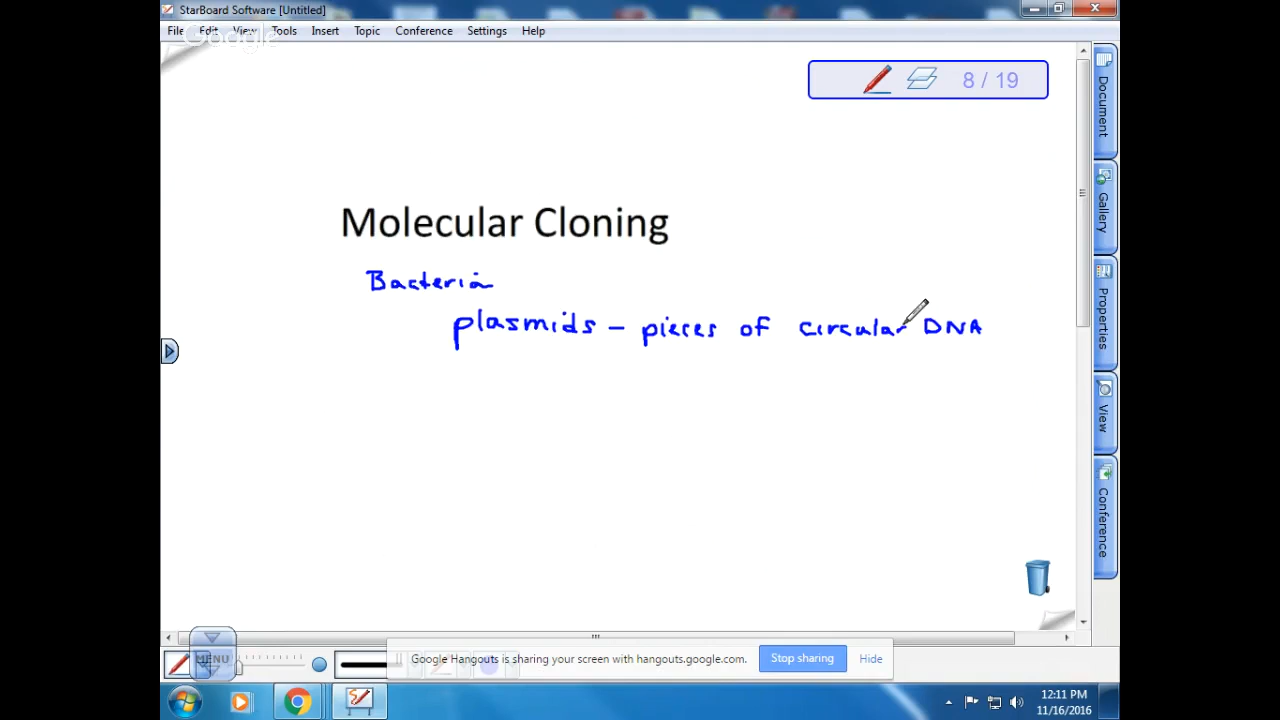 StarBoard Software [Untitled]
File Edit View Tools Insert Topic Conference Settings Help
Google
8 / 19
Molecular Cloning
Bacteria
plasmids – pieces of circular DNA
Document
Gallery
Properties
View
Conference
MENU
Google Hangouts is sharing your screen with hangouts.google.com. Stop sharing Hide
12:11 PM
11/16/2016